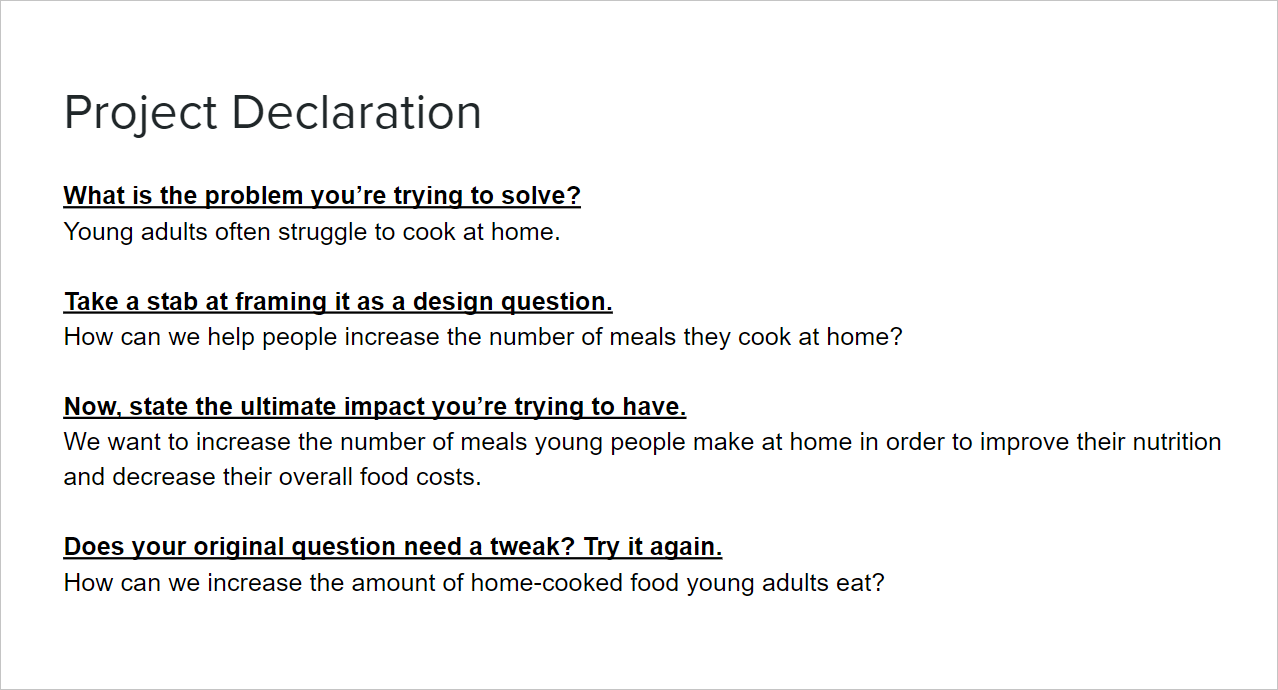 Project Declaration
What is the problem you’re trying to solve?
Young adults often struggle to cook at home.
Take a stab at framing it as a design question.
How can we help people increase the number of meals they cook at home?
Now, state the ultimate impact you’re trying to have.
We want to increase the number of meals young people make at home in order to improve their nutrition
and decrease their overall food costs.
Does your original question need a tweak? Try it again.
How can we increase the amount of home-cooked food young adults eat?